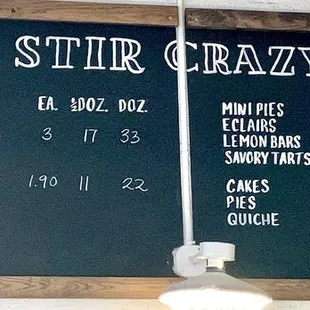 STIR CRAZY
EA. ½DOZ. DOZ.
3 17 33
1.90 11 22
MINI PIES
ECLAIRS
LEMON BARS
SAVORY TARTS
CAKES
PIES
QUICHE